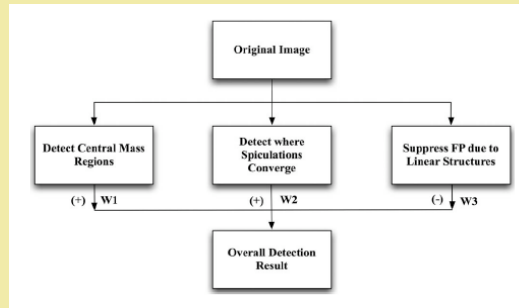 Original Image
Detect Central Mass
Regions
Detect where
Spiculations
Converge
Suppress FP due to
Linear Structures
(+) W1
(+) W2
(-) W3
Overall Detection
Result